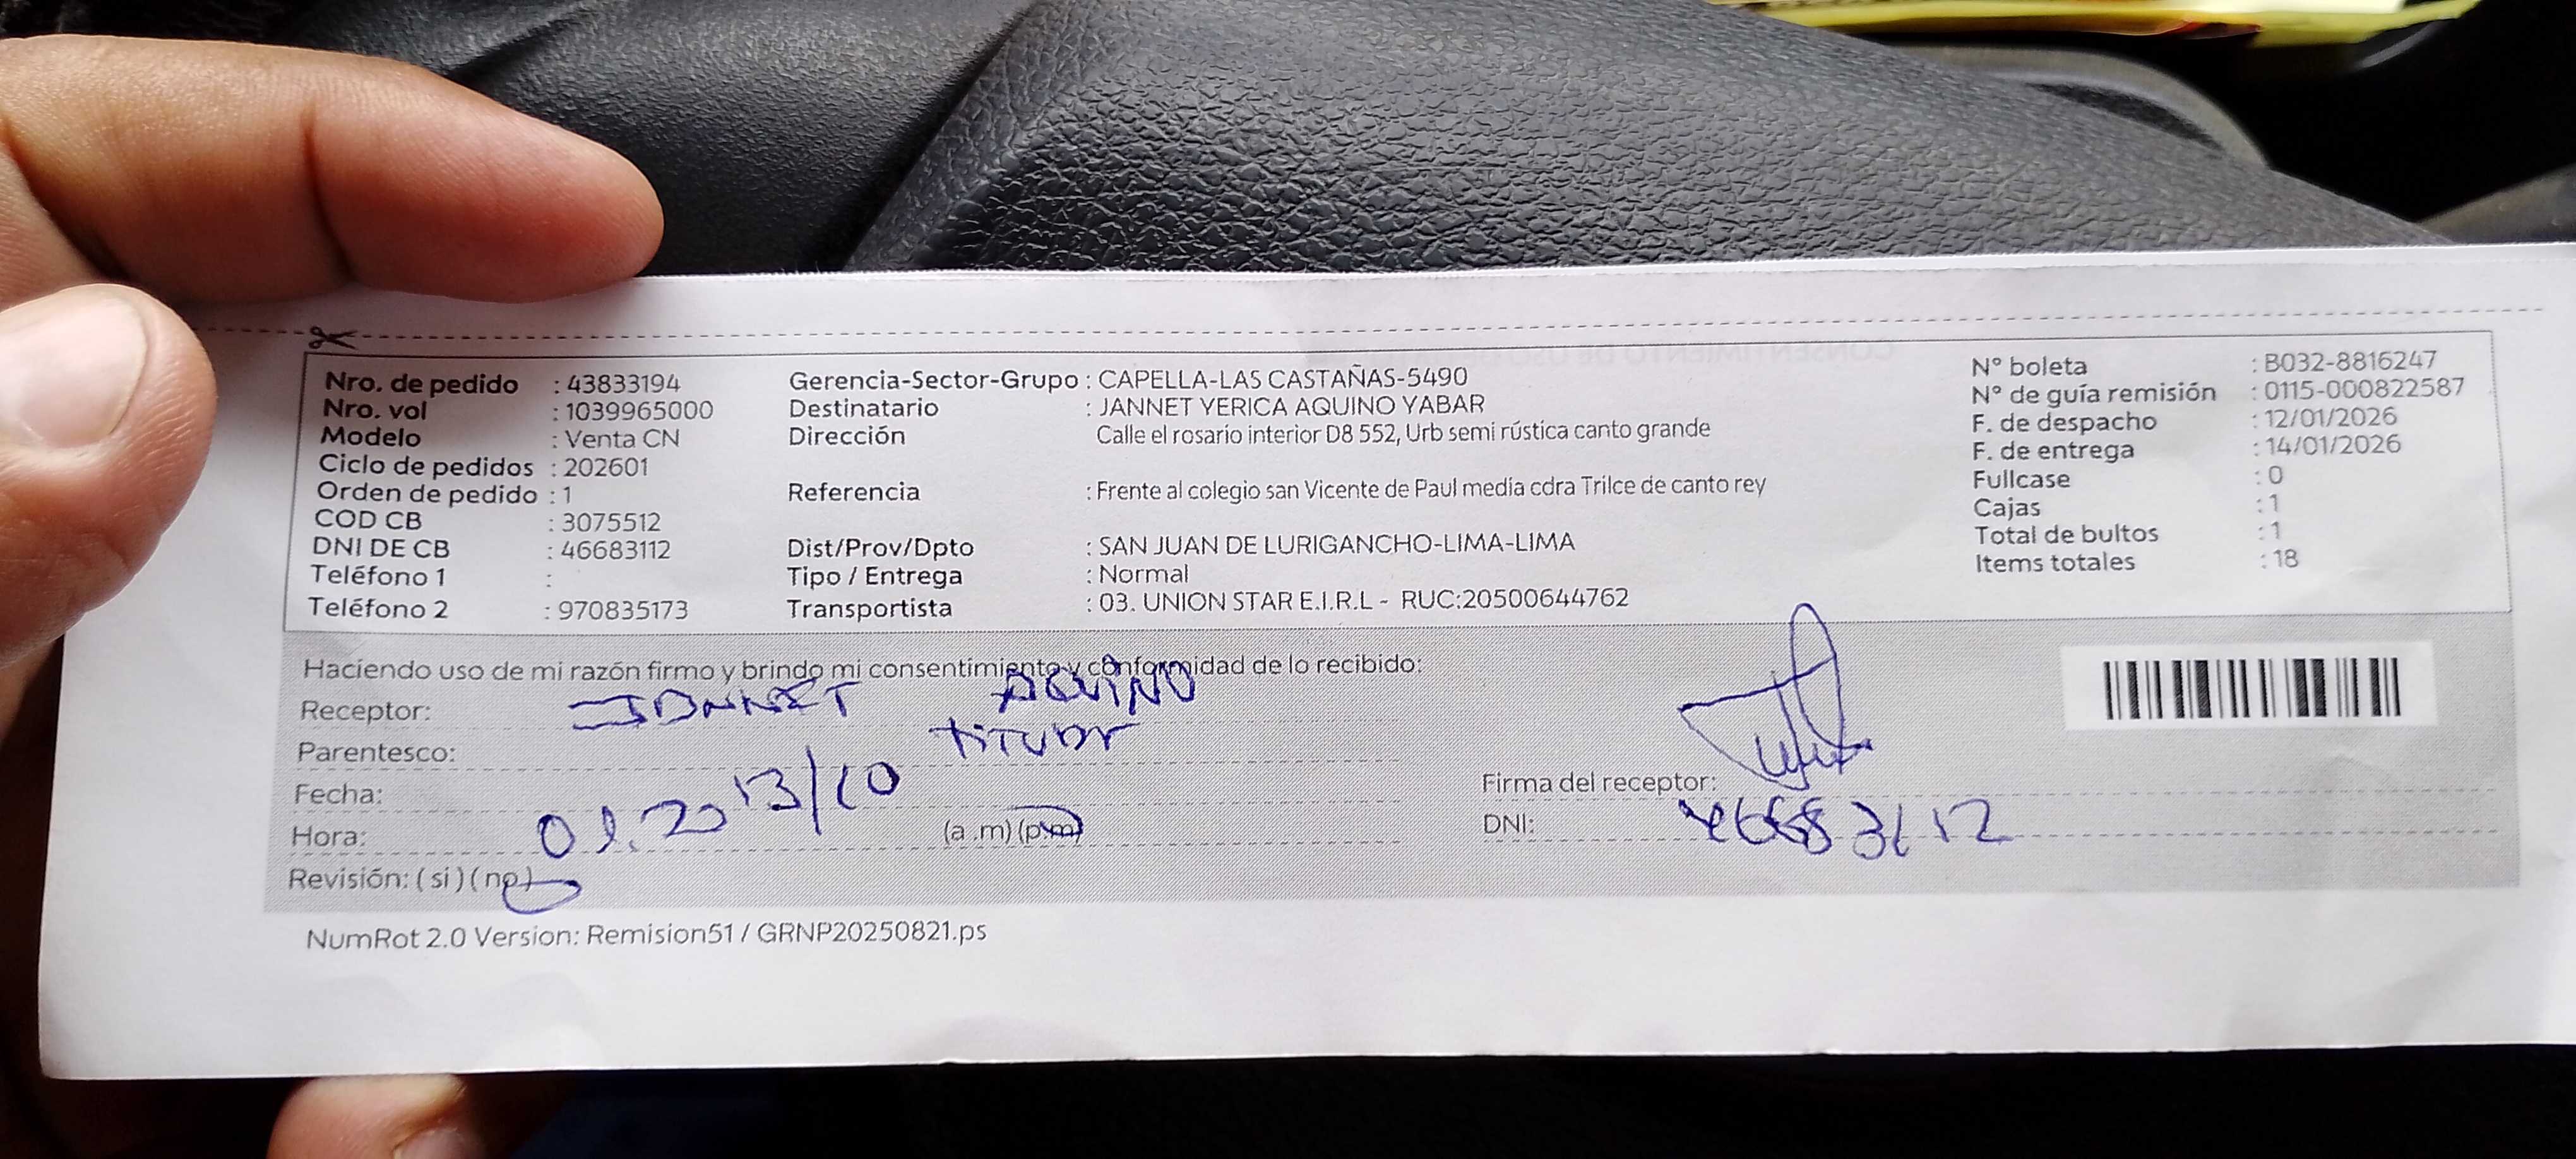 Nro. de pedido : 43833194
Nro. vol : 1039965000
Modelo : Venta CN
Ciclo de pedidos : 202601
Orden de pedido : 1
COD CB : 3075512
DNI DE CB : 46683112
Teléfono 1 :
Teléfono 2 : 970835173
Gerencia-Sector-Grupo : CAPELLA-LAS CASTAÑAS-5490
Destinatario : JANNET YERICA AQUINO YABAR
Dirección Calle el rosario interior D8 552, Urb semi rústica canto grande
Referencia : Frente al colegio san Vicente de Paul media cdra Trilce de canto rey
Dist/Prov/Dpto : SAN JUAN DE LURIGANCHO-LIMA-LIMA
Tipo / Entrega : Normal
Transportista : 03. UNION STAR E.I.R.L - RUC:20500644762
N° boleta : B032-8816247
N° de guía remisión : 0115-000822587
F. de despacho : 12/01/2026
F. de entrega : 14/01/2026
Fullcase : 0
Cajas : 1
Total de bultos : 1
Items totales : 18
Haciendo uso de mi razón firmo y brindo mi consentimiento y conformidad de lo recibido:
Receptor: JANNET AQUINO
Parentesco: TITULAR
Fecha: 13/10
Hora: 01:20 (a .m) (p.m)
Revisión: ( si ) ( no )
Firma del receptor:
DNI: 46683112
NumRot 2.0 Version: Remision51 / GRNP20250821.ps